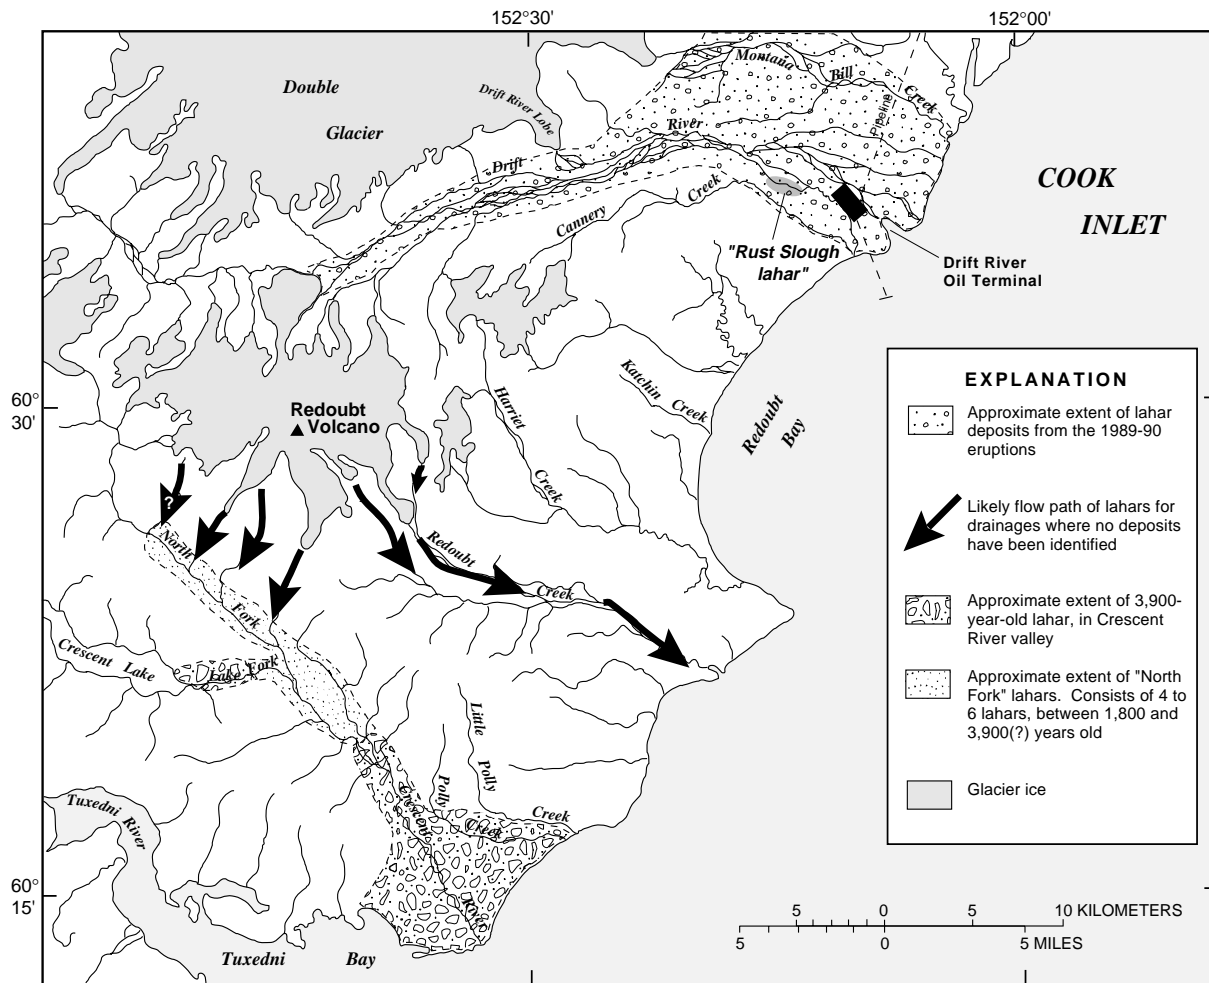 152°30'
152°00'
Double
Glacier
Drift River Lobe
Montana
Bill
Creek
Pipeline
River
Drift
Cannery
Creek
COOK
INLET
"Rust Slough
lahar"
Drift River
Oil Terminal
60°
30'
Redoubt
Volcano
Harriet
Creek
Katchin
Creek
Redoubt
Bay
?
North
Fork
Redoubt
Creek
Crescent Lake
Lake Fork
Little
Polly
Creek
Polly
Creek
Crescent
River
Tuxedni
River
60°
15'
Tuxedni Bay
EXPLANATION
Approximate extent of lahar
deposits from the 1989-90
eruptions
Likely flow path of lahars for
drainages where no deposits
have been identified
Approximate extent of 3,900-
year-old lahar, in Crescent
River valley
Approximate extent of "North
Fork" lahars. Consists of 4 to
6 lahars, between 1,800 and
3,900(?) years old
Glacier ice
5 0 5 10 KILOMETERS
5 0 5 MILES